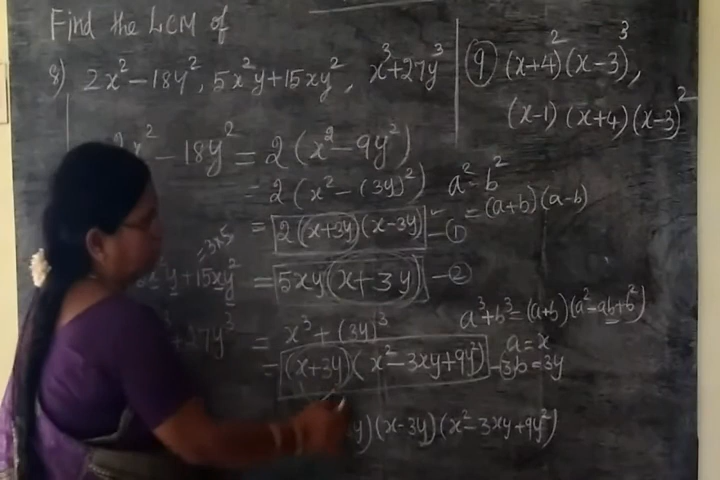 Find the LCM of
8) 2x² - 18y², 5x²y + 15xy², x³ + 27y³
9 (x+4)² (x-3)³,
(x-1) (x+4) (x-3)²
x² - 18y² = 2 (x² - 9y²)
= 2 (x² - (3y)²)
a² - b²
= (a+b) (a-b)
= 2 (x+3y) (x-3y) - ①
= 3×5
y + 15xy² = 5xy (x + 3y) - ②
27y³ = x³ + (3y)³
a³ + b³ = (a+b) (a² - ab + b²)
a = x
= (x+3y) (x² - 3xy + 9y²) - ③
b = 3y
y) (x-3y) (x² - 3xy + 9y²)